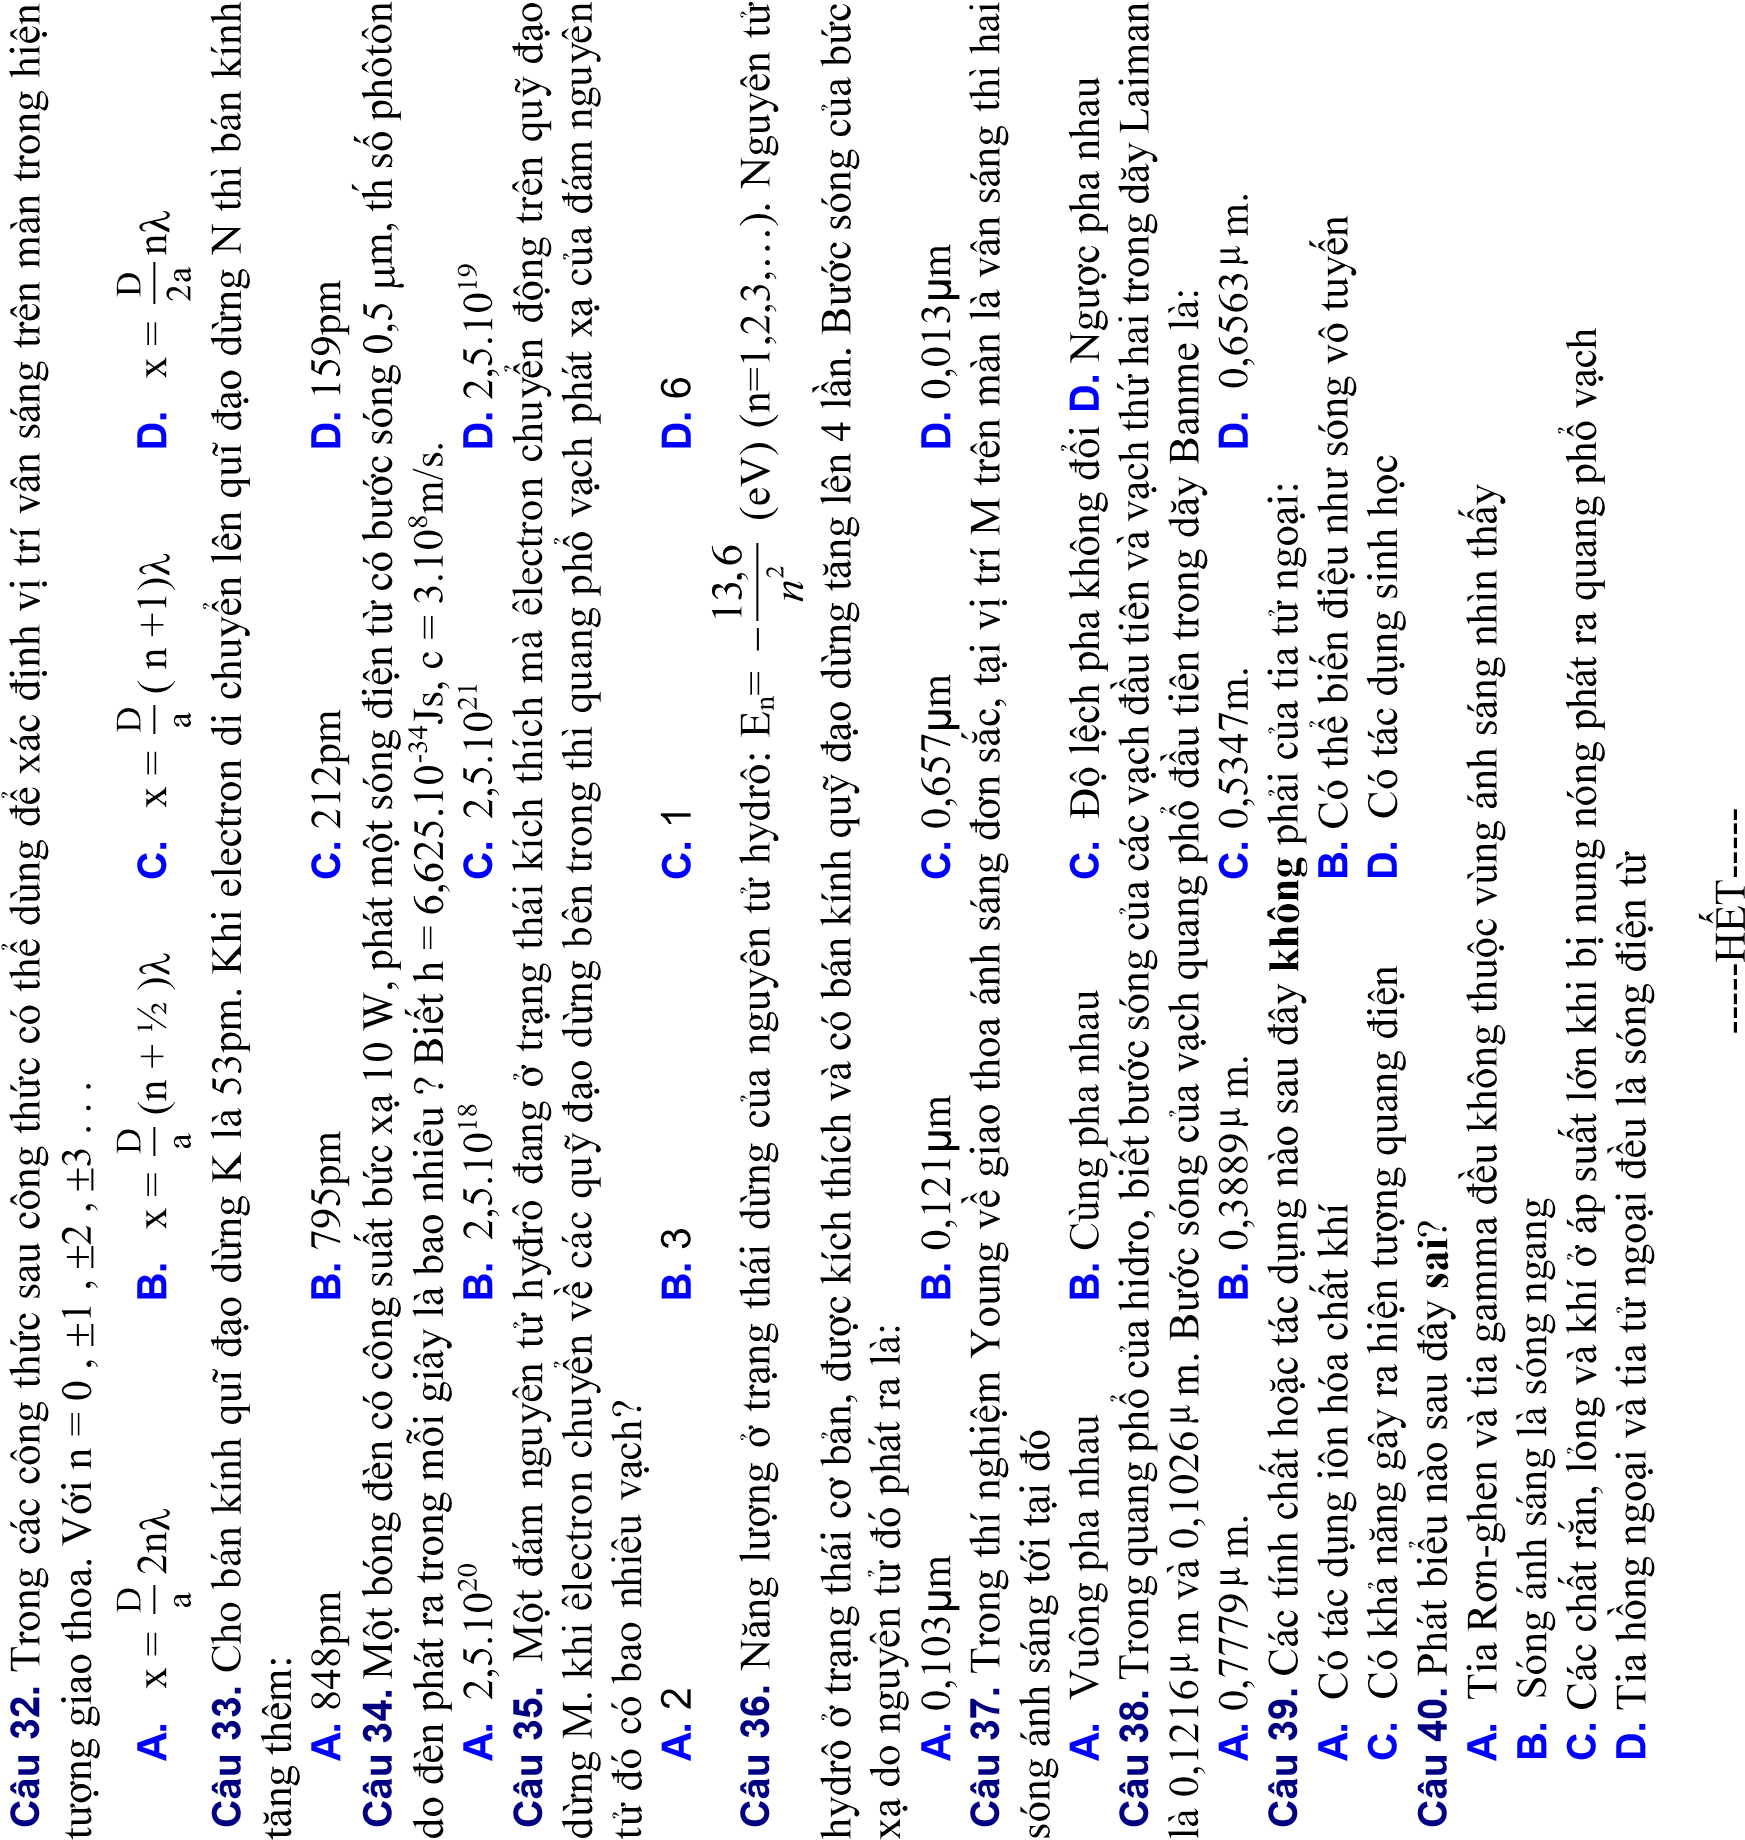 Câu 32. Trong các công thức sau công thức có thể dùng để xác định vị trí vân sáng trên màn trong hiện
tượng giao thoa. Với n = 0 , ±1 , ±2 , ±3 . . .
A. x = D/a 2nλ B. x = D/a (n + ½ )λ C. x = D/a ( n +1)λ D. x = D/2a nλ
Câu 33. Cho bán kính quĩ đạo dừng K là 53pm. Khi electron di chuyển lên quĩ đạo dừng N thì bán kính
tăng thêm:
A. 848pm B. 795pm C. 212pm D. 159pm
Câu 34. Một bóng đèn có công suất bức xạ 10 W, phát một sóng điện từ có bước sóng 0,5 μm, th́ số phôtôn
do đèn phát ra trong mỗi giây là bao nhiêu ? Biết h = 6,625.10⁻³⁴Js, c = 3.10⁸m/s.
A. 2,5.10²⁰ B. 2,5.10¹⁸ C. 2,5.10²¹ D. 2,5.10¹⁹
Câu 35. Một đám nguyên tử hyđrô đang ở trạng thái kích thích mà êlectron chuyển động trên quỹ đạo
dừng M. khi êlectron chuyển về các quỹ đạo dừng bên trong thì quang phổ vạch phát xạ của đám nguyên
tử đó có bao nhiêu vạch?
A. 2 B. 3 C. 1 D. 6
Câu 36. Năng lượng ở trạng thái dừng của nguyên tử hydrô: Eₙ= −13,6/n² (eV) (n=1,2,3,…). Nguyên tử
hydrô ở trạng thái cơ bản, được kích thích và có bán kính quỹ đạo dừng tăng lên 4 lần. Bước sóng của bức
xạ do nguyên tử đó phát ra là:
A. 0,103μm B. 0,121μm C. 0,657μm D. 0,013μm
Câu 37. Trong thí nghiệm Young về giao thoa ánh sáng đơn sắc, tại vị trí M trên màn là vân sáng thì hai
sóng ánh sáng tới tại đó
A. Vuông pha nhau B. Cùng pha nhau C. Độ lệch pha không đổi D. Ngược pha nhau
Câu 38. Trong quang phổ của hidro, biết bước sóng của các vạch đầu tiên và vạch thứ hai trong dăy Laiman
là 0,1216μ m và 0,1026μ m. Bước sóng của vạch quang phổ đầu tiên trong dăy Banme là:
A. 0,7779μ m. B. 0,3889μ m. C. 0,5347m. D. 0,6563μ m.
Câu 39. Các tính chất hoặc tác dụng nào sau đây không phải của tia tử ngoại:
A. Có tác dụng iôn hóa chất khí B. Có thể biến điệu như sóng vô tuyến
C. Có khả năng gây ra hiện tượng quang điện D. Có tác dụng sinh học
Câu 40. Phát biểu nào sau đây sai?
A. Tia Rơn-ghen và tia gamma đều không thuộc vùng ánh sáng nhìn thấy
B. Sóng ánh sáng là sóng ngang
C. Các chất rắn, lỏng và khí ở áp suất lớn khi bị nung nóng phát ra quang phổ vạch
D. Tia hồng ngoại và tia tử ngoại đều là sóng điện từ
-----HẾT-----